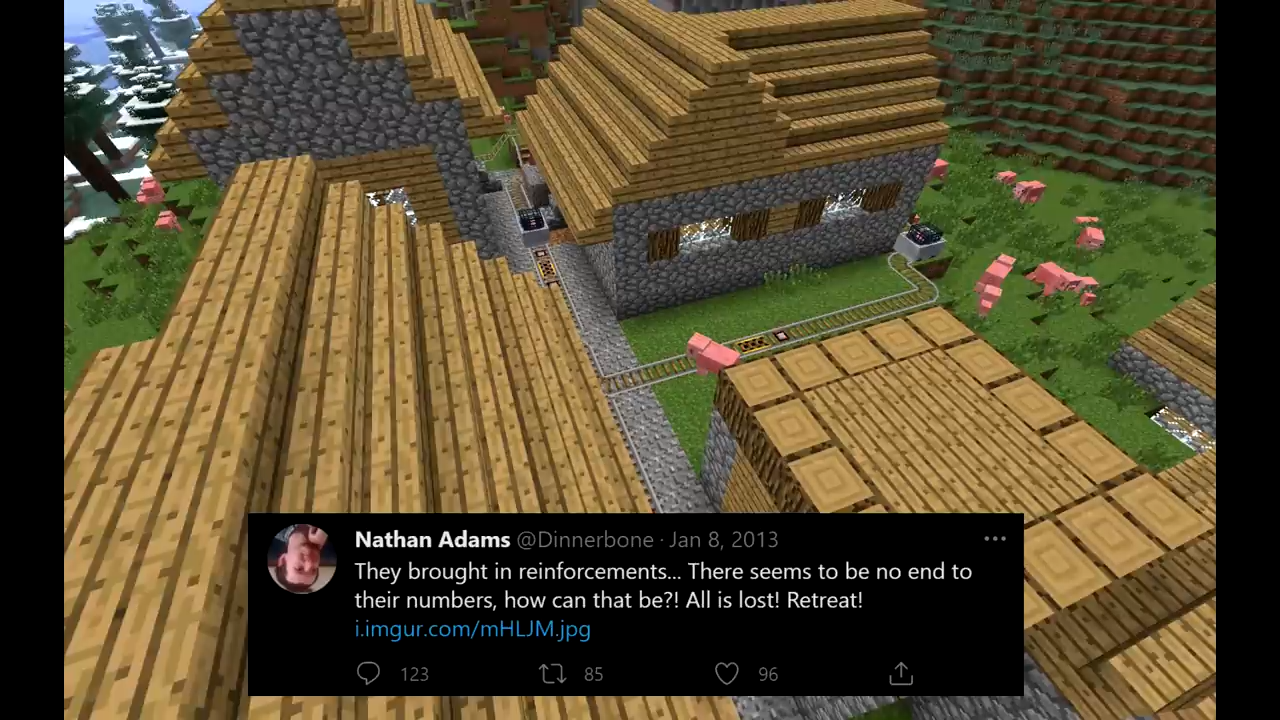 Nathan Adams @Dinnerbone · Jan 8, 2013
They brought in reinforcements... There seems to be no end to
their numbers, how can that be?! All is lost! Retreat!
i.imgur.com/mHLJM.jpg
123 85 96